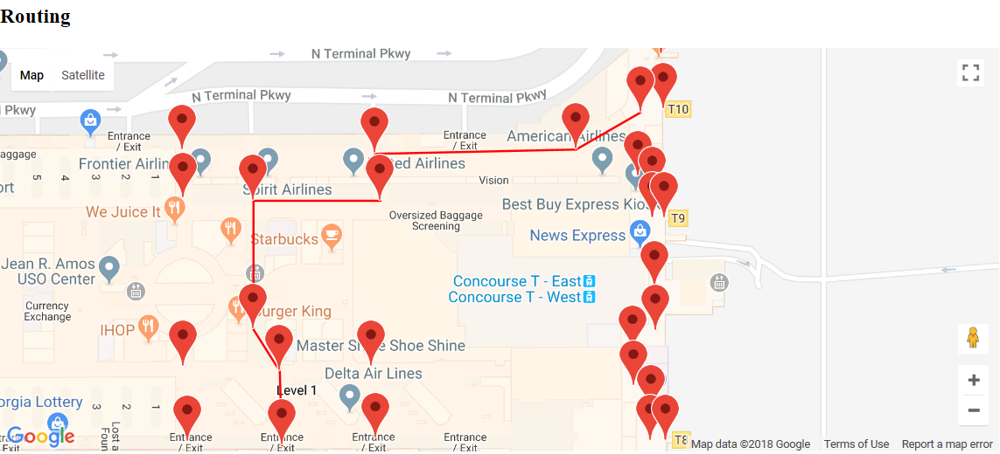 Routing
N Terminal Pkwy
Map
Satellite
N Terminal Pkwy
N Terminal Pkwy
Pkwy
T10
Entrance
/ Exit
Entrance
/ Exit
American Airlines
aggage
Frontier Airlin
ed Airlines
5
4
3
2
1
Vision
ort
Spirit Airlines
We Juice It
Best Buy Express Kios
Oversized Baggage
Screening
T9
Starbucks
News Express
Jean R. Amos
USO Center
Concourse T - East
Concourse T - West
Currency
Exchange
Burger King
IHOP
Master Shine Shoe Shine
Delta Air Lines
Level 1
orgia Lottery
3
2
1
Lost a
Foun
Google
Entrance
/ Exit
Entrance
/ Exit
Entrance
/ Exit
Entrance
/ Exit
T8
Map data ©2018 Google
Terms of Use
Report a map error